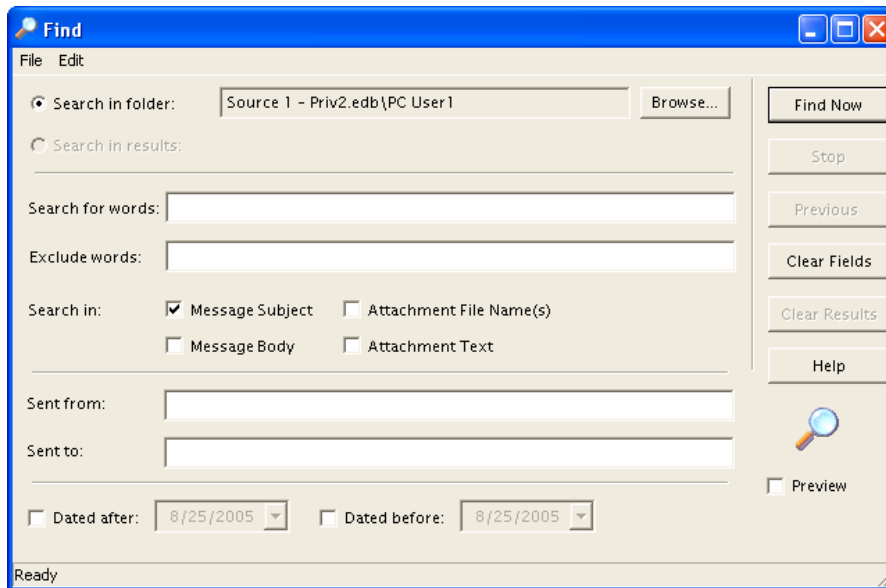 Find
File Edit
Search in folder: Source 1 - Priv2.edb\PC User1 Browse...
Search in results:
Search for words:
Exclude words:
Search in: Message Subject Attachment File Name(s)
Message Body Attachment Text
Sent from:
Sent to:
Dated after: 8/25/2005 Dated before: 8/25/2005
Find Now
Stop
Previous
Clear Fields
Clear Results
Help
Preview
Ready